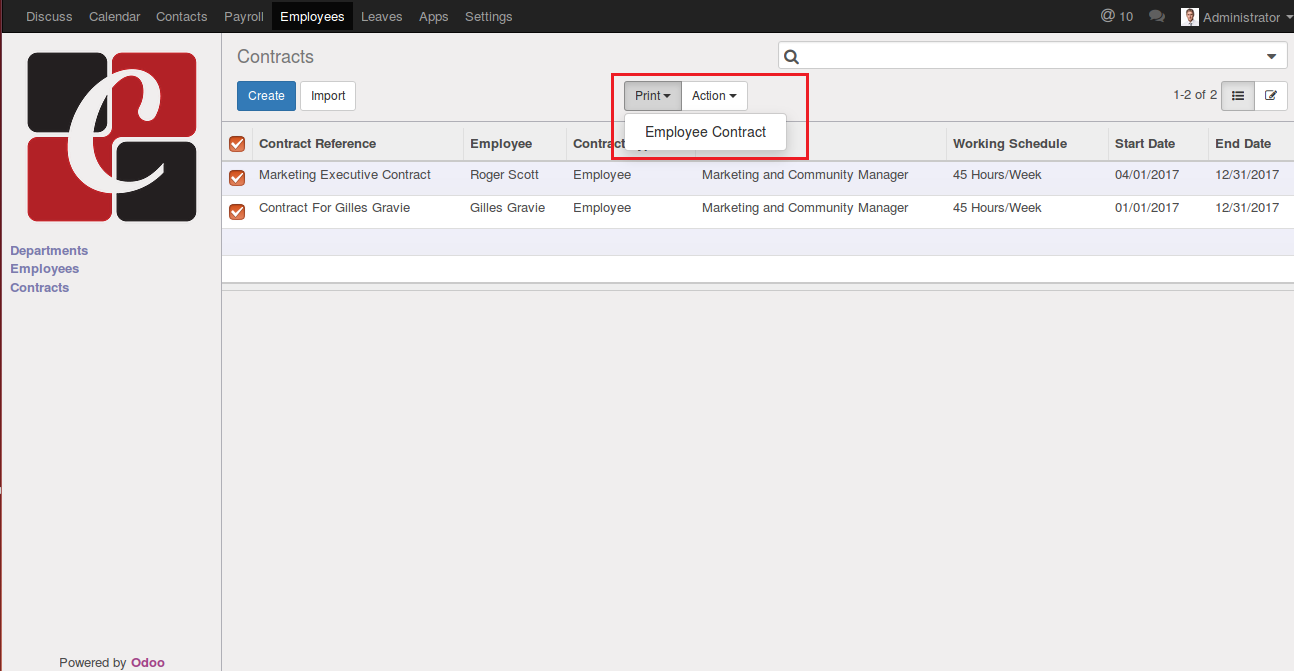 Discuss Calendar Contacts Payroll Employees Leaves Apps Settings @ 10 Administrator
Contracts
Create Import Print Action 1-2 of 2
Employee Contract
Contract Reference Employee Contract Working Schedule Start Date End Date
Marketing Executive Contract Roger Scott Employee Marketing and Community Manager 45 Hours/Week 04/01/2017 12/31/2017
Contract For Gilles Gravie Gilles Gravie Employee Marketing and Community Manager 45 Hours/Week 01/01/2017 12/31/2017
C
Departments
Employees
Contracts
Powered by Odoo